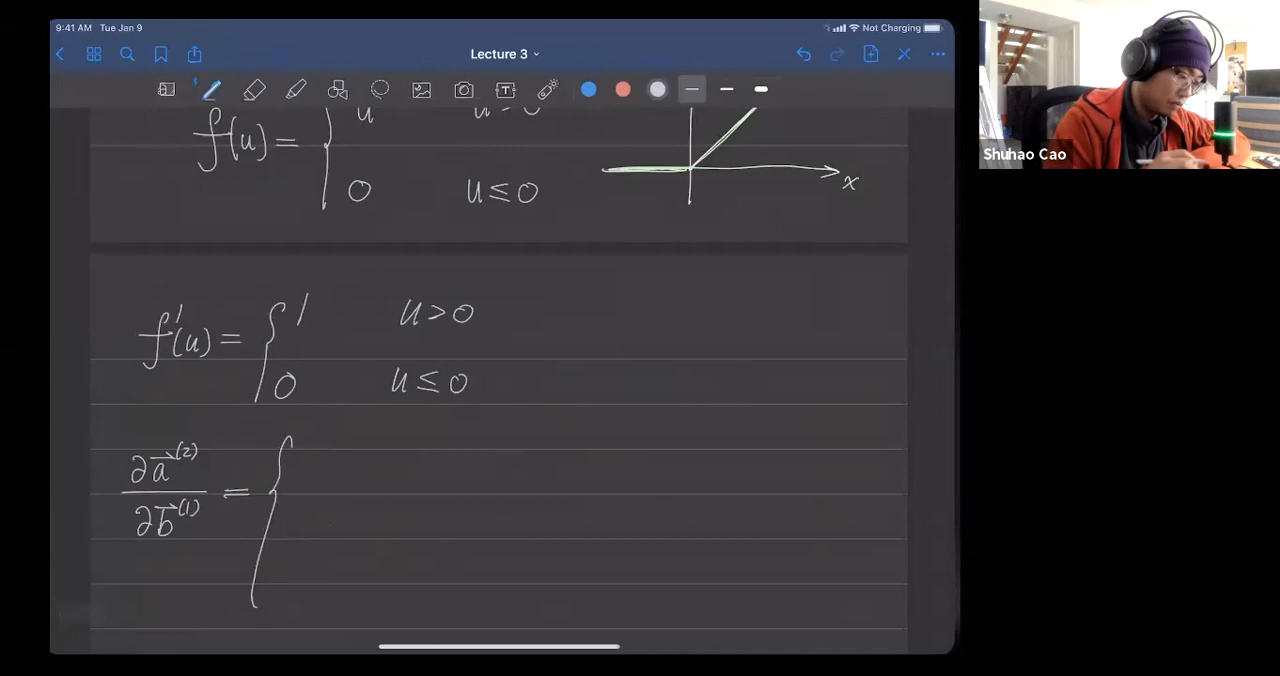 9:41 AM Tue Jan 9
Not Charging
Lecture 3
f(u) = { u
0 u ≤ 0
x
f'(u) = { 1 u > 0
0 u ≤ 0
∂a⃗^(2) / ∂b⃗^(1) = {
Shuhao Cao